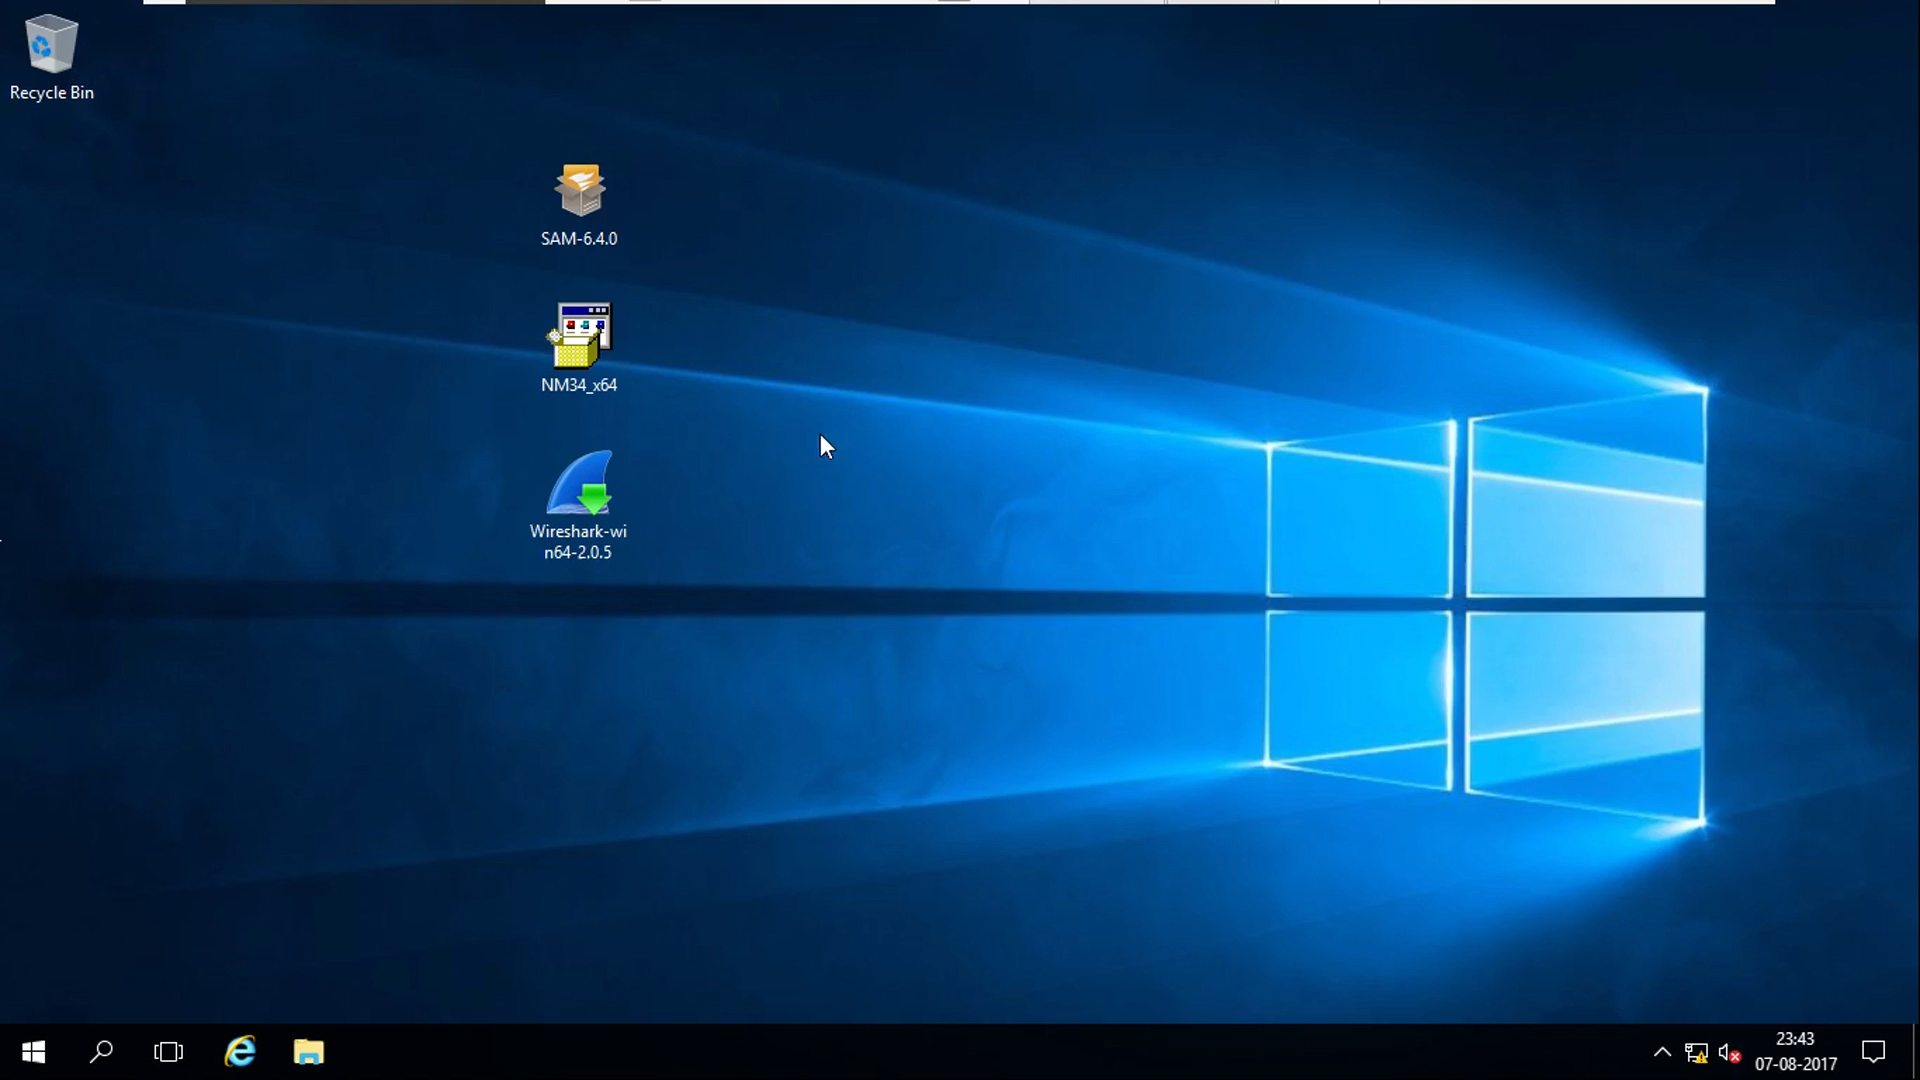 Recycle Bin
SAM-6.4.0
NM34_x64
Wireshark-wi
n64-2.0.5
23:43
07-08-2017